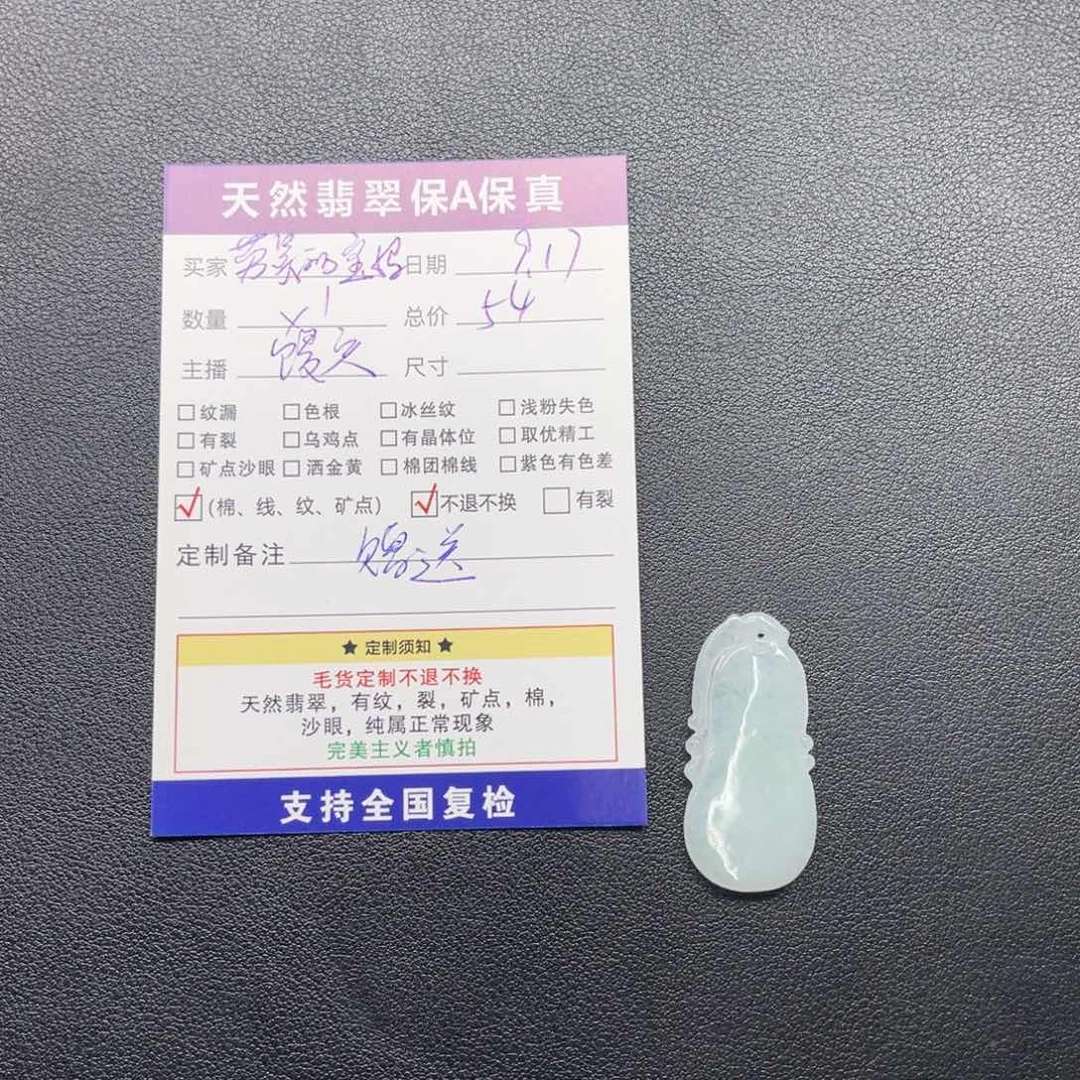 天然翡翠保A保真
买家 日期 9.17
数量 x1 总价 54
主播 馒头 尺寸
□纹漏 □色根 □冰丝纹 □浅粉失色
□有裂 □乌鸡点 □有晶体位 □取优精工
□矿点沙眼 □洒金黄 □棉团棉线 □紫色有色差
☑(棉、线、纹、矿点) ☑不退不换 □有裂
定制备注 赠送
★ 定制须知 ★
毛货定制不退不换
天然翡翠，有纹，裂，矿点，棉，
沙眼，纯属正常现象
完美主义者慎拍
支持全国复检